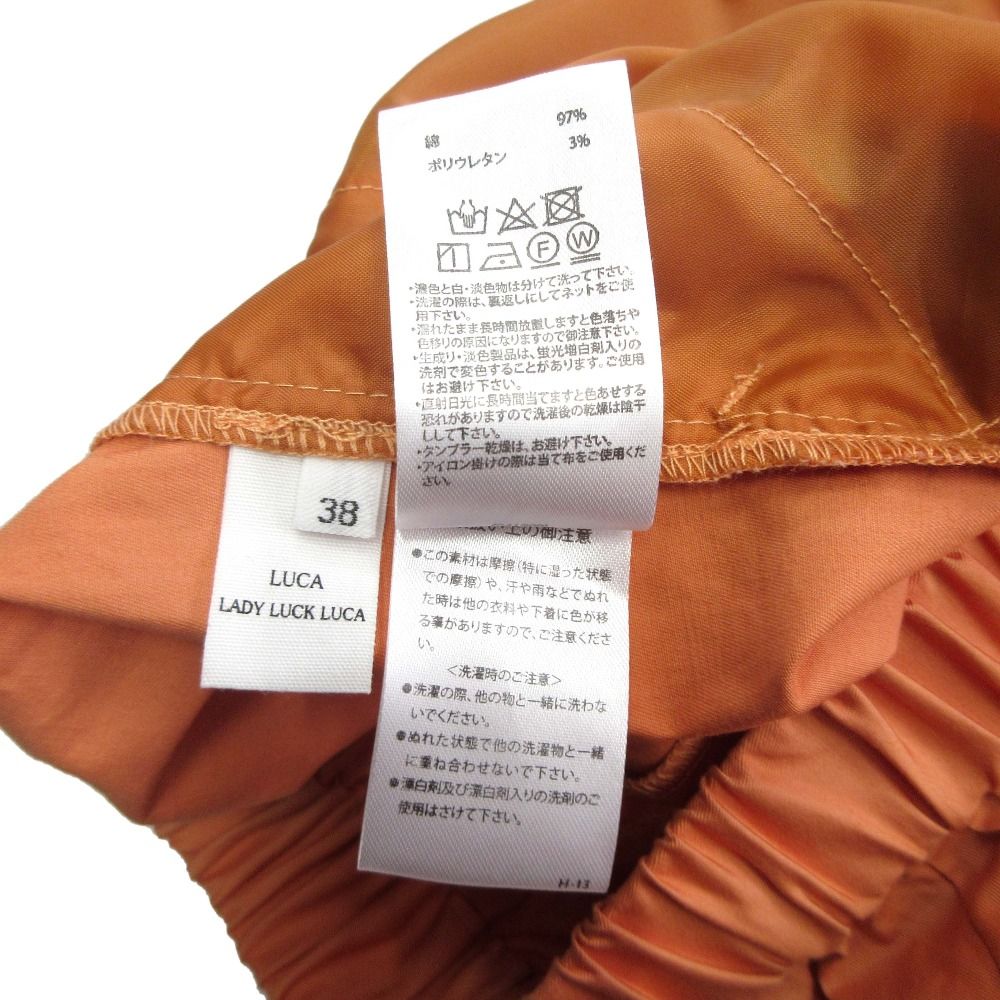 綿 97%
ポリウレタン 3%
F W
・濃色と白・淡色物は分けて洗って下さい。
・洗濯の際は、裏返しにしてネットをご使
用下さい。
・濡れたまま長時間放置しますと色落ちや
色移りの原因になりますので御注意下さい。
・生成り・淡色製品は、蛍光増白剤入りの
洗剤で変色することがあります。ご使用
はお避け下さい。
・直射日光に長時間当てますと色あせする
恐れがありますので洗濯後の乾燥は陰干
しして下さい。
・タンブラー乾燥は、お避け下さい。
・アイロン掛けの際は当て布をご使用くだ
さい。
38
LUCA
LADY LUCK LUCA
扱い上の御注意
●この素材は摩擦(特に湿った状態
での摩擦)や、汗や雨などでぬれ
た時は他の衣料や下着に色が移
る事がありますので、ご注意くださ
い。
<洗濯時のご注意>
●洗濯の際、他の物と一緒に洗わな
いでください。
●ぬれた状態で他の洗濯物と一緒
に重ね合わせないで下さい。
●漂白剤及び漂白剤入りの洗剤のご
使用はさけて下さい。
H-13